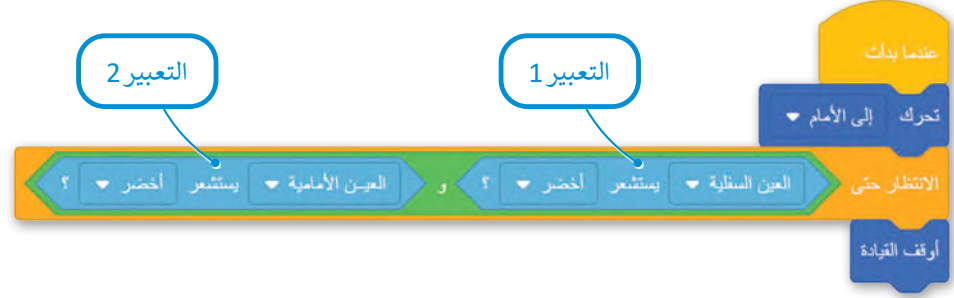 التعبير 1
التعبير 2
عندما بدأت
تحرك إلى الأمام
الانتظار حتى العين السفلية يستشعر أخضر ؟ و العين الأمامية يستشعر أخضر ؟
أوقف القيادة